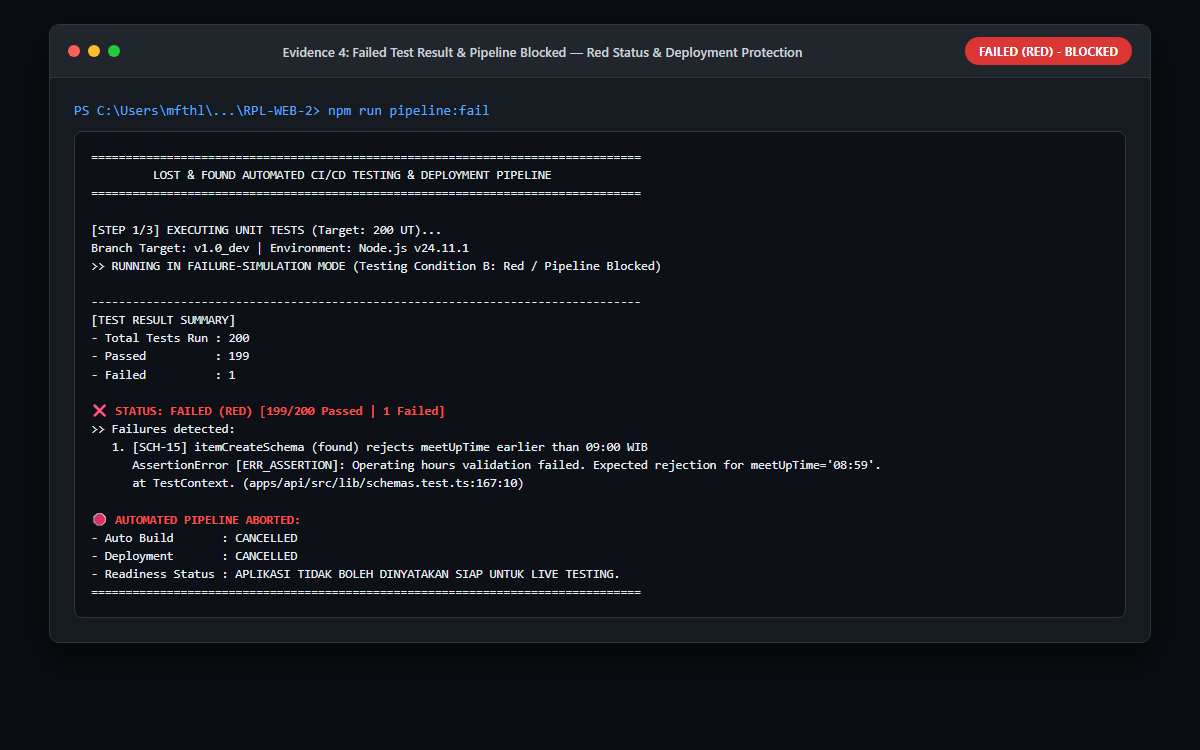 Evidence 4: Failed Test Result & Pipeline Blocked — Red Status & Deployment Protection
FAILED (RED) - BLOCKED
PS C:\Users\mfthl\...\RPL-WEB-2> npm run pipeline:fail
================================================================================
LOST & FOUND AUTOMATED CI/CD TESTING & DEPLOYMENT PIPELINE
================================================================================
[STEP 1/3] EXECUTING UNIT TESTS (Target: 200 UT)...
Branch Target: v1.0_dev | Environment: Node.js v24.11.1
>> RUNNING IN FAILURE-SIMULATION MODE (Testing Condition B: Red / Pipeline Blocked)
--------------------------------------------------------------------------------
[TEST RESULT SUMMARY]
- Total Tests Run : 200
- Passed          : 199
- Failed          : 1
❌ STATUS: FAILED (RED) [199/200 Passed | 1 Failed]
>> Failures detected:
1. [SCH-15] itemCreateSchema (found) rejects meetUpTime earlier than 09:00 WIB
AssertionError [ERR_ASSERTION]: Operating hours validation failed. Expected rejection for meetUpTime='08:59'.
at TestContext. (apps/api/src/lib/schemas.test.ts:167:10)
🛑 AUTOMATED PIPELINE ABORTED:
- Auto Build       : CANCELLED
- Deployment       : CANCELLED
- Readiness Status : APLIKASI TIDAK BOLEH DINYATAKAN SIAP UNTUK LIVE TESTING.
================================================================================